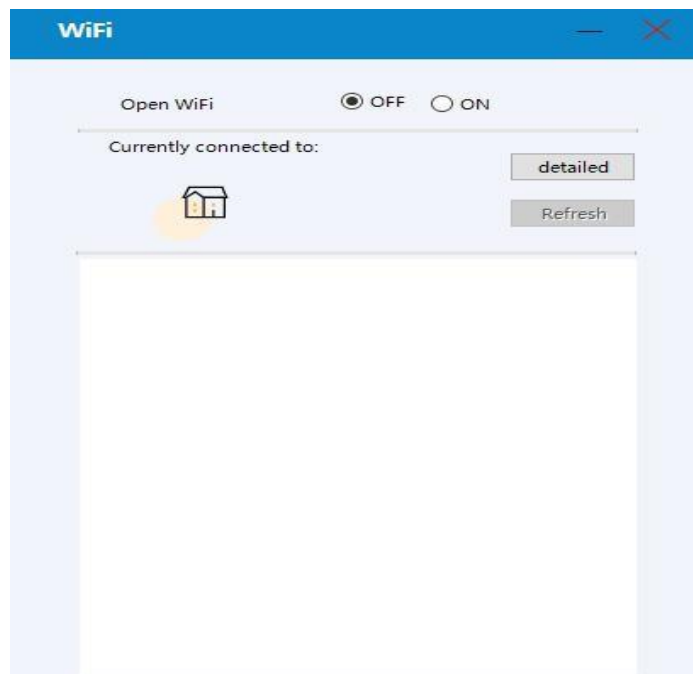 WiFi
Open WiFi OFF ON
Currently connected to:
detailed
Refresh